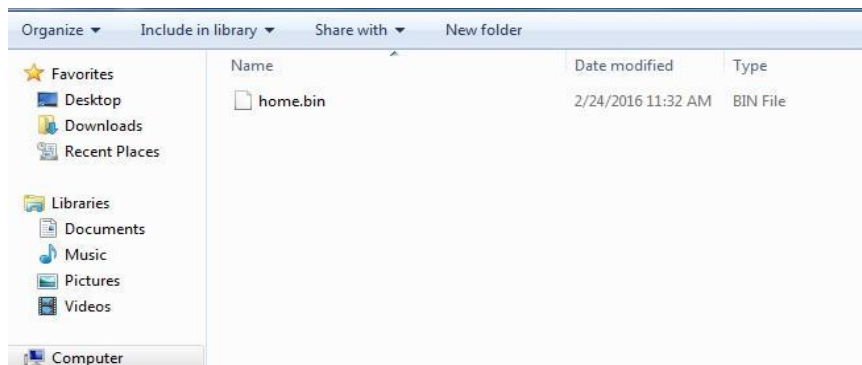 Organize Include in library Share with New folder
Favorites
Desktop
Downloads
Recent Places
Libraries
Documents
Music
Pictures
Videos
Computer
Name Date modified Type
home.bin 2/24/2016 11:32 AM BIN File